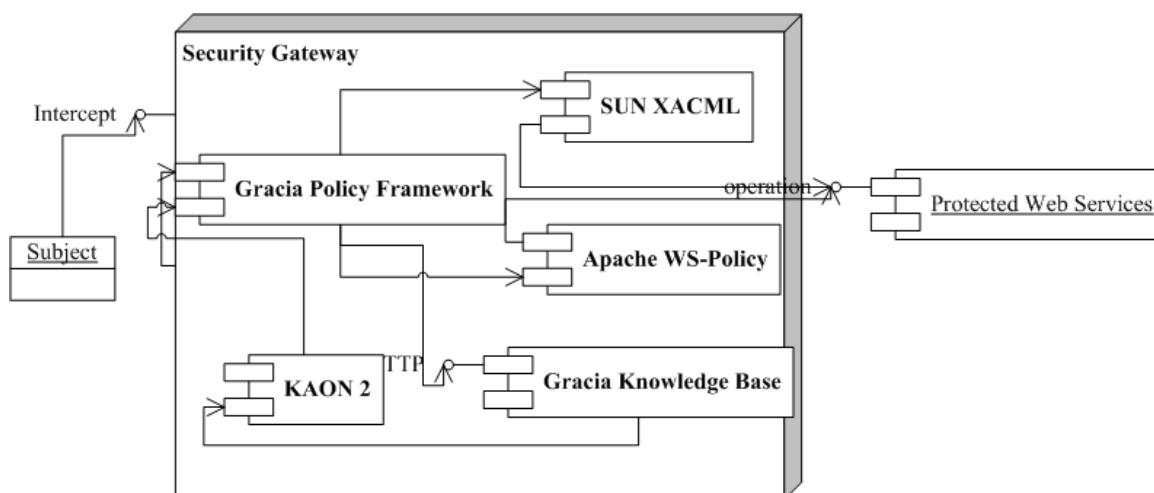 Security Gateway
SUN XACML
Intercept
Gracia Policy Framework
operation
Protected Web Services
Subject
Apache WS-Policy
TTP
Gracia Knowledge Base
KAON 2